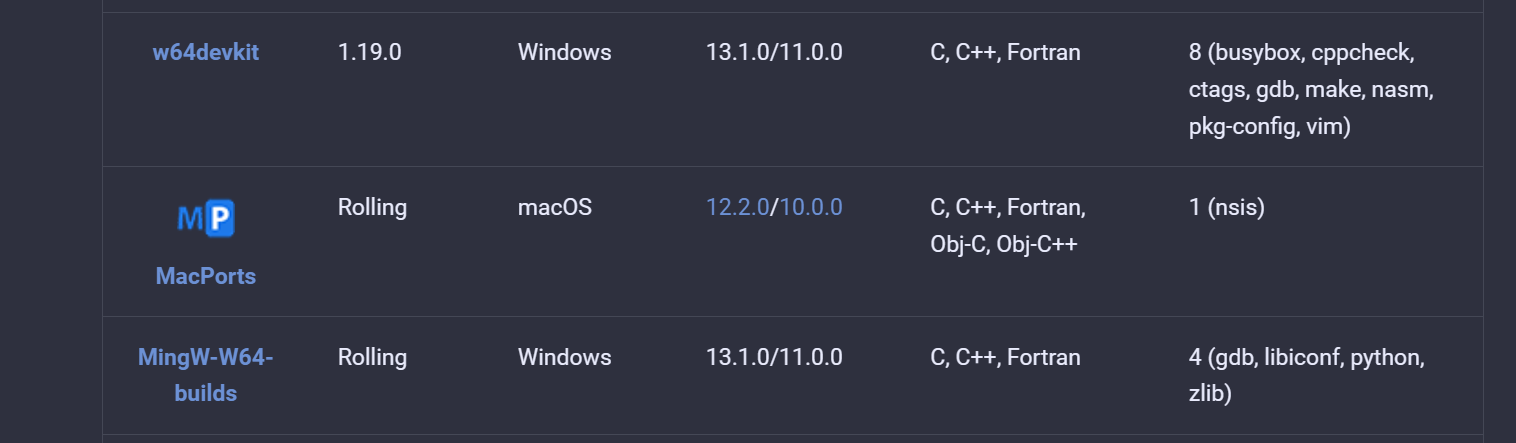 w64devkit 1.19.0 Windows 13.1.0/11.0.0 C, C++, Fortran 8 (busybox, cppcheck,
ctags, gdb, make, nasm,
pkg-config, vim)
MP Rolling macOS 12.2.0/10.0.0 C, C++, Fortran, 1 (nsis)
Obj-C, Obj-C++
MacPorts
MingW-W64- Rolling Windows 13.1.0/11.0.0 C, C++, Fortran 4 (gdb, libiconf, python,
builds zlib)